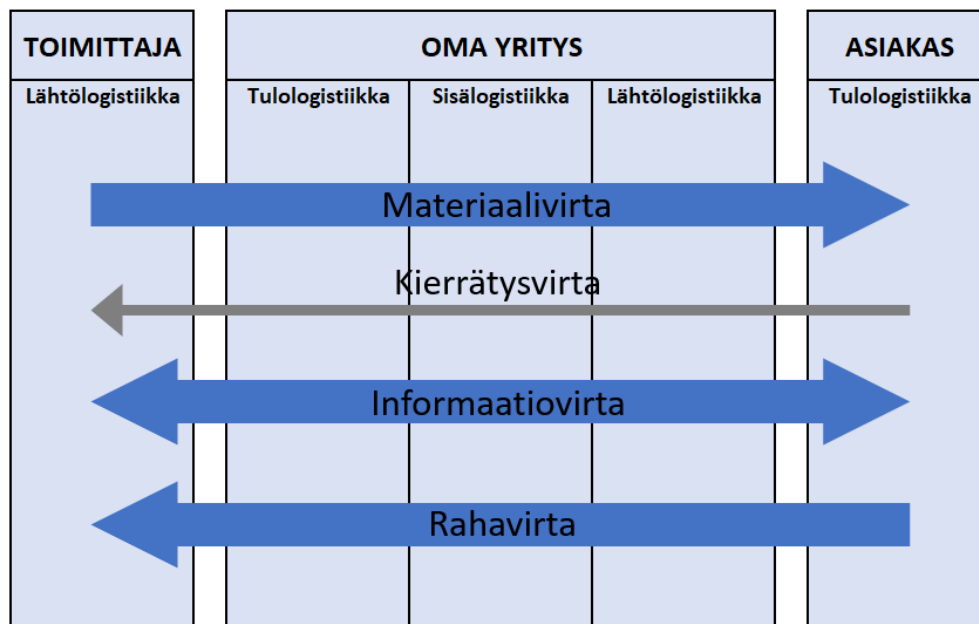 TOIMITTAJA
OMA YRITYS
ASIAKAS
Lähtölogistiikka
Tulologistiikka
Sisälogistiikka
Lähtölogistiikka
Tulologistiikka
Materiaalivirta
Kierrätysvirta
Informaatiovirta
Rahavirta